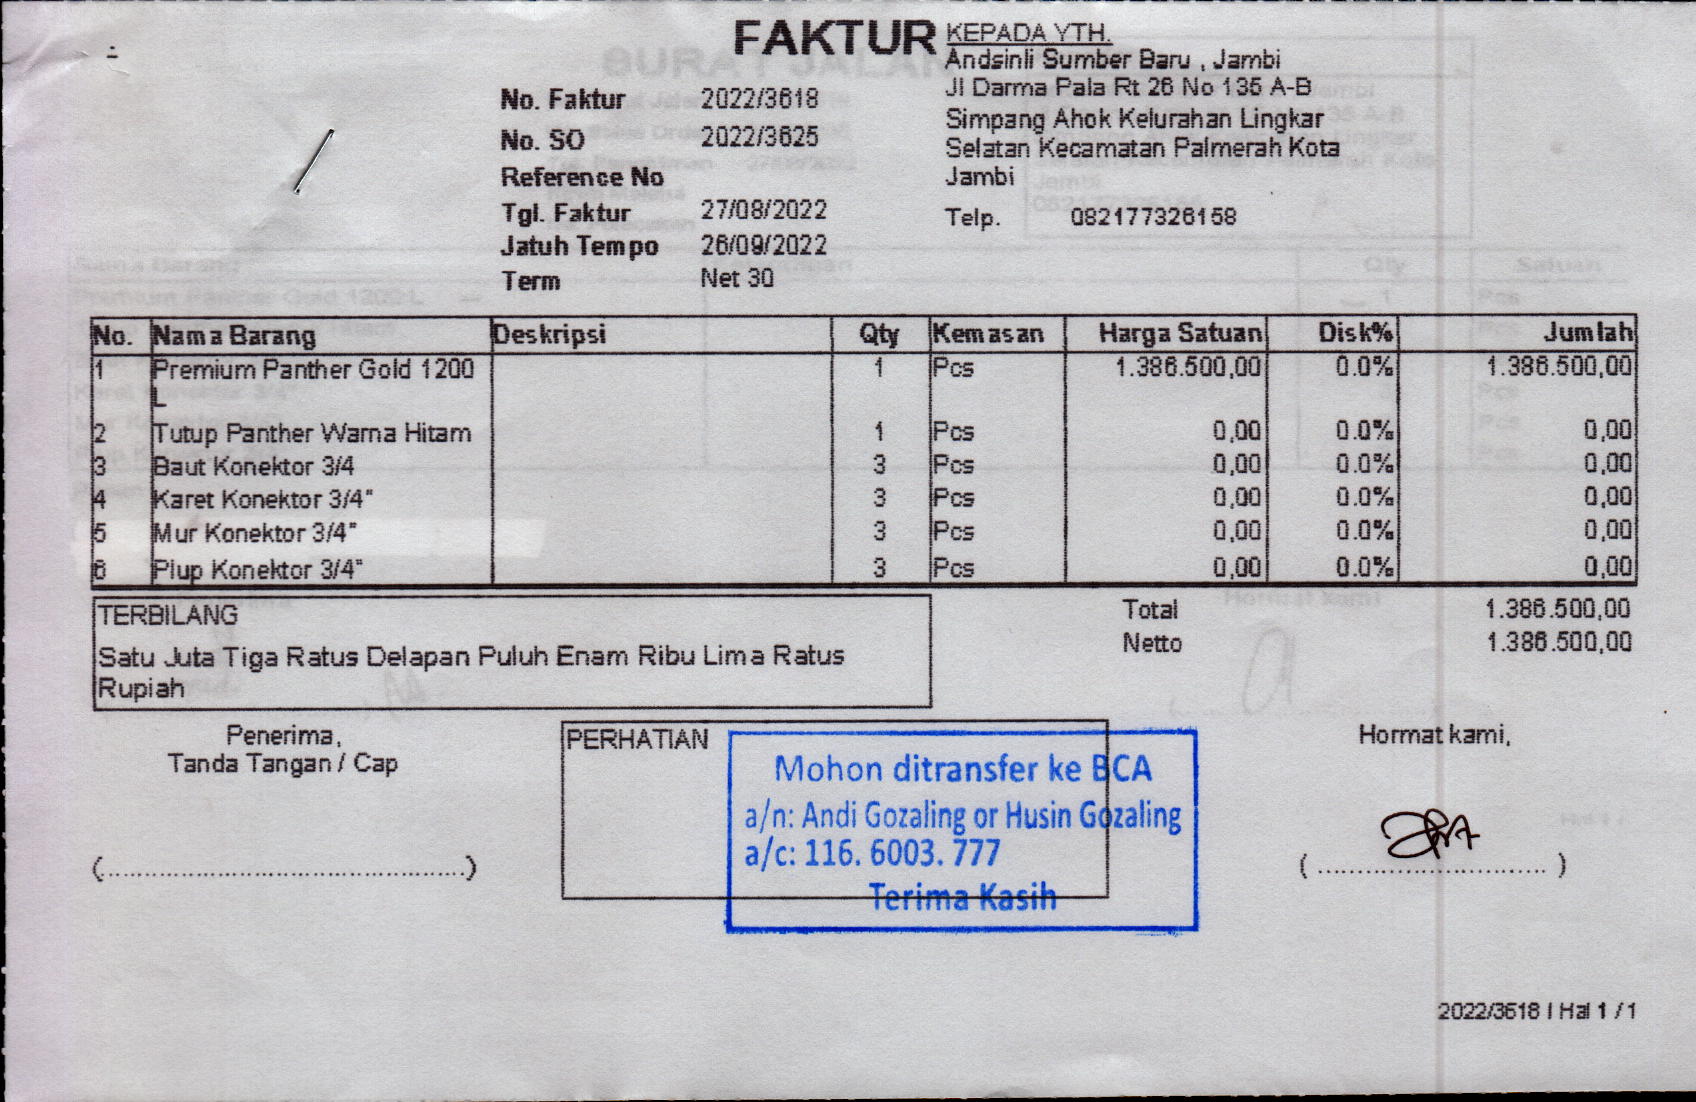 FAKTUR
KEPADA YTH.
Andsinli Sumber Baru , Jambi
Jl Darma Pala Rt 26 No 135 A-B
Simpang Ahok Kelurahan Lingkar
Selatan Kecamatan Palmerah Kota
Jambi
Telp. 082177326158
No. Faktur 2022/3618
No. SO 2022/3625
Reference No
Tgl. Faktur 27/08/2022
Jatuh Tempo 26/09/2022
Term Net 30
No. Nama Barang Deskripsi Qty Kemasan Harga Satuan Disk% Jumlah
1 Premium Panther Gold 1200 1 Pcs 1.386.500,00 0.0% 1.386.500,00
L
2 Tutup Panther Warna Hitam 1 Pcs 0,00 0.0% 0,00
3 Baut Konektor 3/4 3 Pcs 0,00 0.0% 0,00
4 Karet Konektor 3/4" 3 Pcs 0,00 0.0% 0,00
5 Mur Konektor 3/4" 3 Pcs 0,00 0.0% 0,00
6 Plup Konektor 3/4" 3 Pcs 0,00 0.0% 0,00
Total 1.386.500,00
Netto 1.386.500,00
TERBILANG
Satu Juta Tiga Ratus Delapan Puluh Enam Ribu Lima Ratus
Rupiah
Penerima,
Tanda Tangan / Cap
(..............................................)
PERHATIAN
Mohon ditransfer ke BCA
a/n: Andi Gozaling or Husin Gozaling
a/c: 116. 6003. 777
Terima Kasih
Hormat kami,
( ............................. )
2022/3618 I Hal 1 / 1